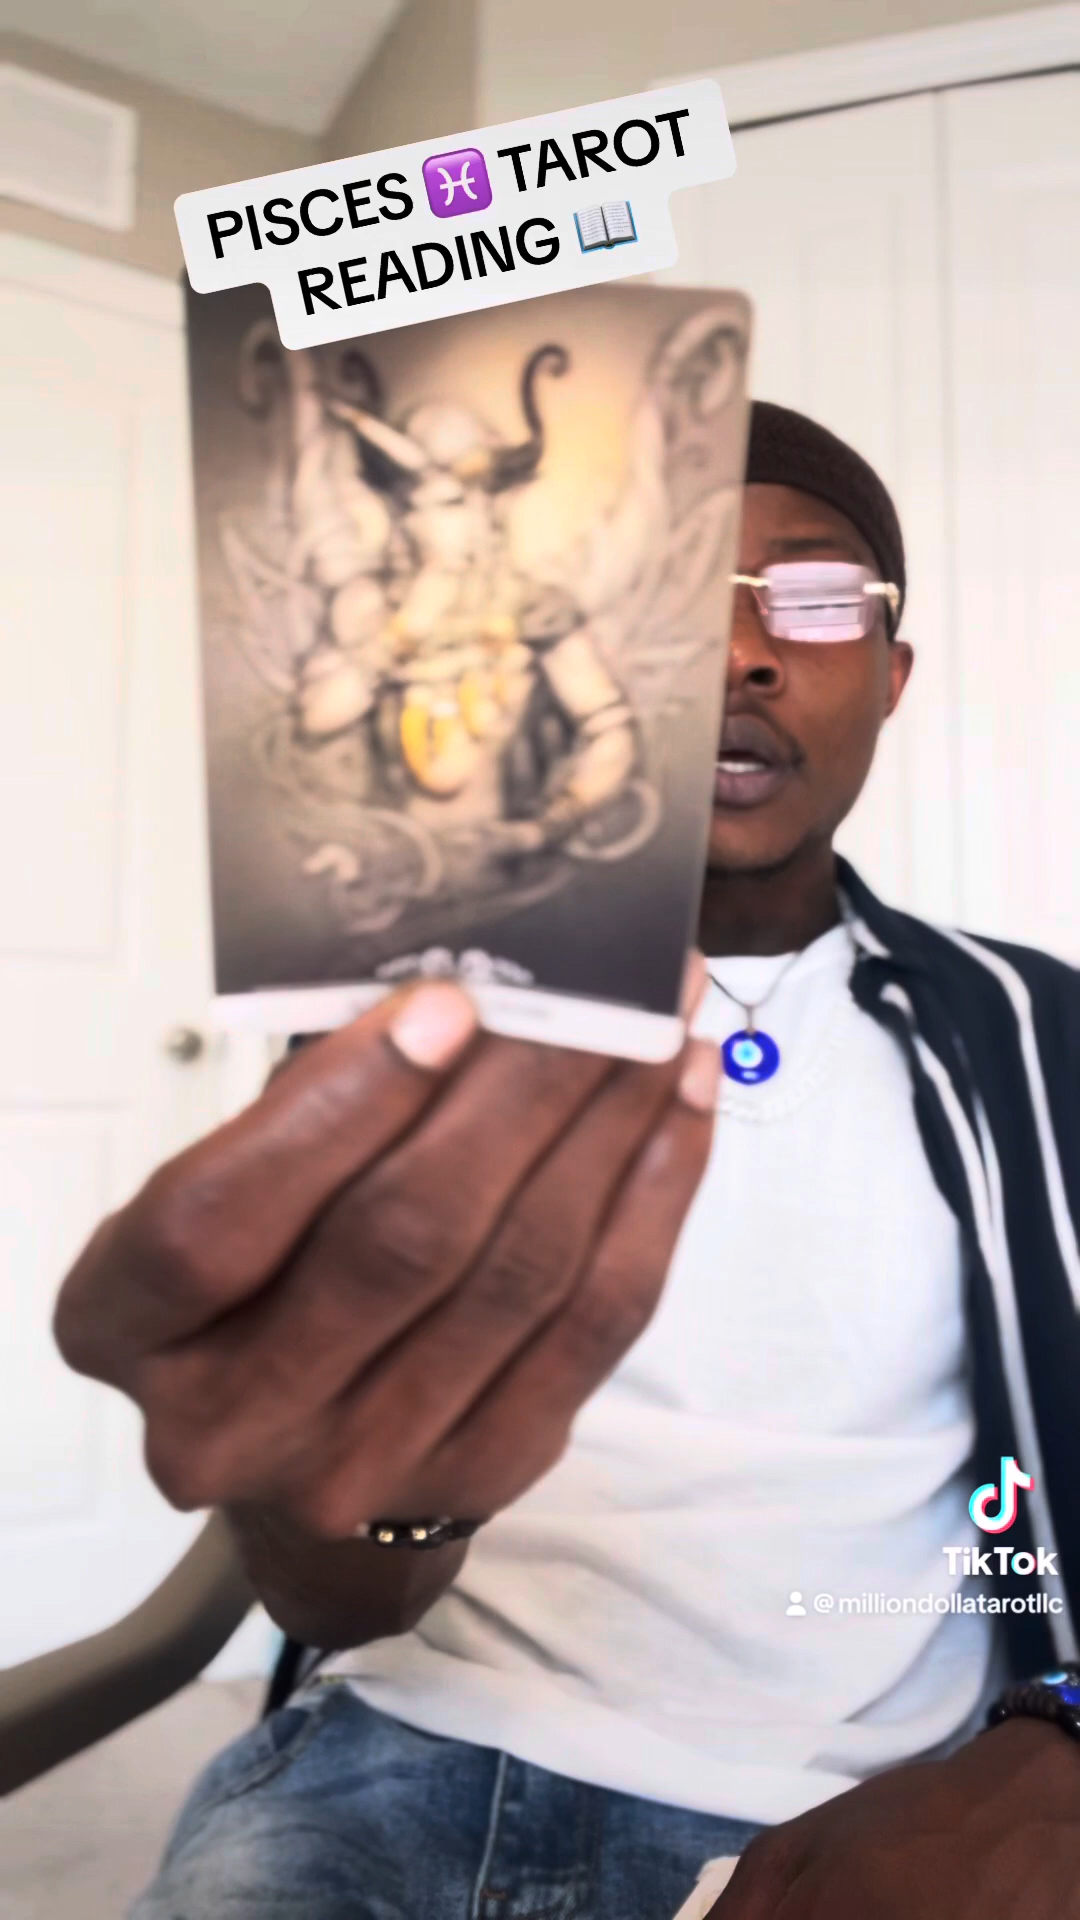 PISCES ♓ TAROT
READING 📖
TikTok
@milliondollatarotllc